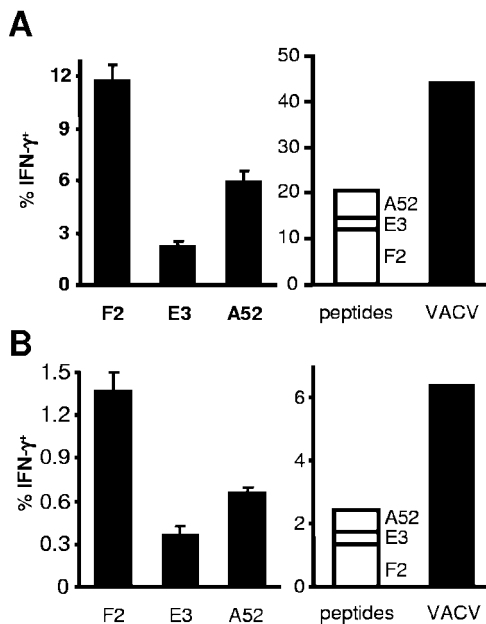 A
% IFN-γ+
12
9
6
3
0
F2 E3 A52
50
40
30
20
10
0
A52
E3
F2
peptides VACV
B
% IFN-γ+
1.5
1.2
0.9
0.6
0.3
0
F2 E3 A52
6
4
2
0
A52
E3
F2
peptides VACV